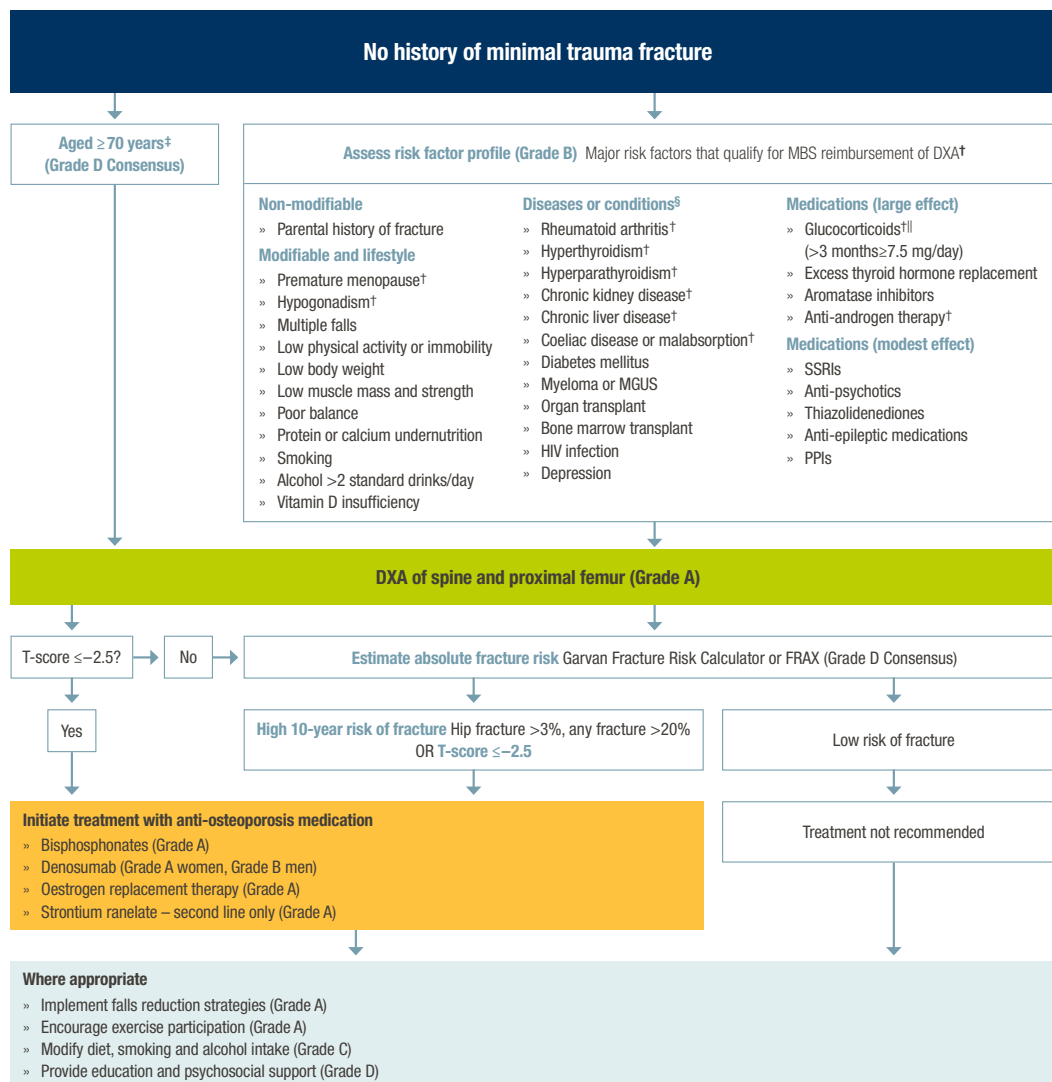 No history of minimal trauma fracture
Aged ≥70 years‡
(Grade D Consensus)
Assess risk factor profile (Grade B) Major risk factors that qualify for MBS reimbursement of DXA†
Non-modifiable
» Parental history of fracture
Modifiable and lifestyle
» Premature menopause†
» Hypogonadism†
» Multiple falls
» Low physical activity or immobility
» Low body weight
» Low muscle mass and strength
» Poor balance
» Protein or calcium undernutrition
» Smoking
» Alcohol >2 standard drinks/day
» Vitamin D insufficiency
Diseases or conditions§
» Rheumatoid arthritis†
» Hyperthyroidism†
» Hyperparathyroidism†
» Chronic kidney disease†
» Chronic liver disease†
» Coeliac disease or malabsorption†
» Diabetes mellitus
» Myeloma or MGUS
» Organ transplant
» Bone marrow transplant
» HIV infection
» Depression
Medications (large effect)
» Glucocorticoids†||
(>3 months≥7.5 mg/day)
» Excess thyroid hormone replacement
» Aromatase inhibitors
» Anti-androgen therapy†
Medications (modest effect)
» SSRIs
» Anti-psychotics
» Thiazolidenediones
» Anti-epileptic medications
» PPIs
DXA of spine and proximal femur (Grade A)
T-score ≤–2.5?
No
Estimate absolute fracture risk Garvan Fracture Risk Calculator or FRAX (Grade D Consensus)
Yes
High 10-year risk of fracture Hip fracture >3%, any fracture >20%
OR T-score ≤–2.5
Low risk of fracture
Initiate treatment with anti-osteoporosis medication
» Bisphosphonates (Grade A)
» Denosumab (Grade A women, Grade B men)
» Oestrogen replacement therapy (Grade A)
» Strontium ranelate – second line only (Grade A)
Treatment not recommended
Where appropriate
» Implement falls reduction strategies (Grade A)
» Encourage exercise participation (Grade A)
» Modify diet, smoking and alcohol intake (Grade C)
» Provide education and psychosocial support (Grade D)